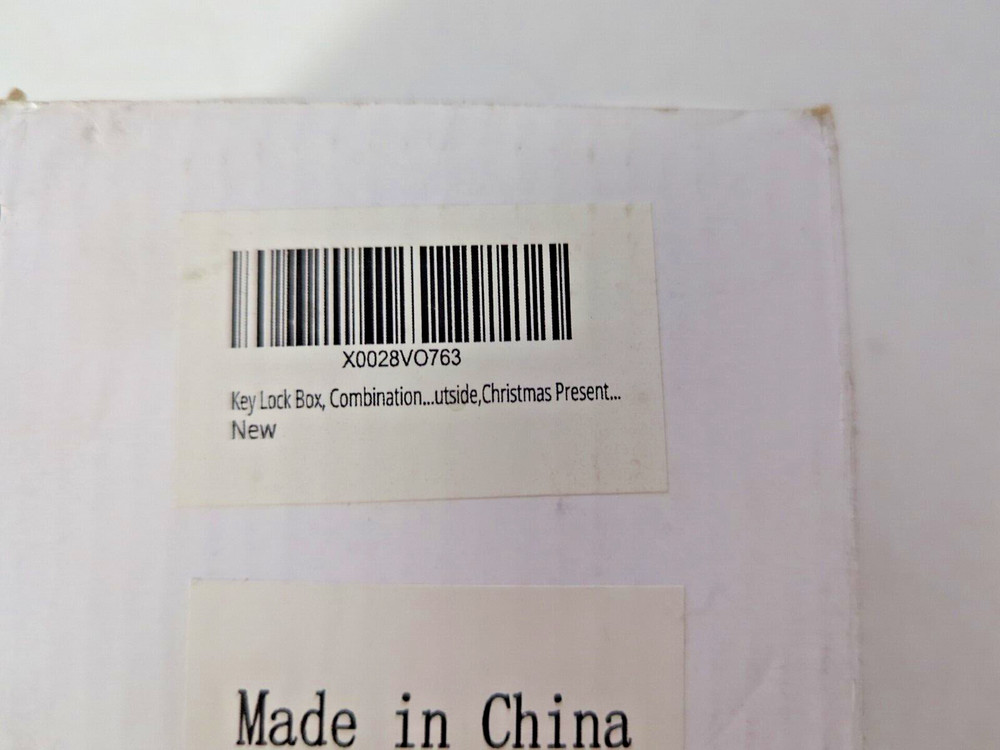 X0028VO763
Key Lock Box, Combination...utside,Christmas Present...
New
Made in China